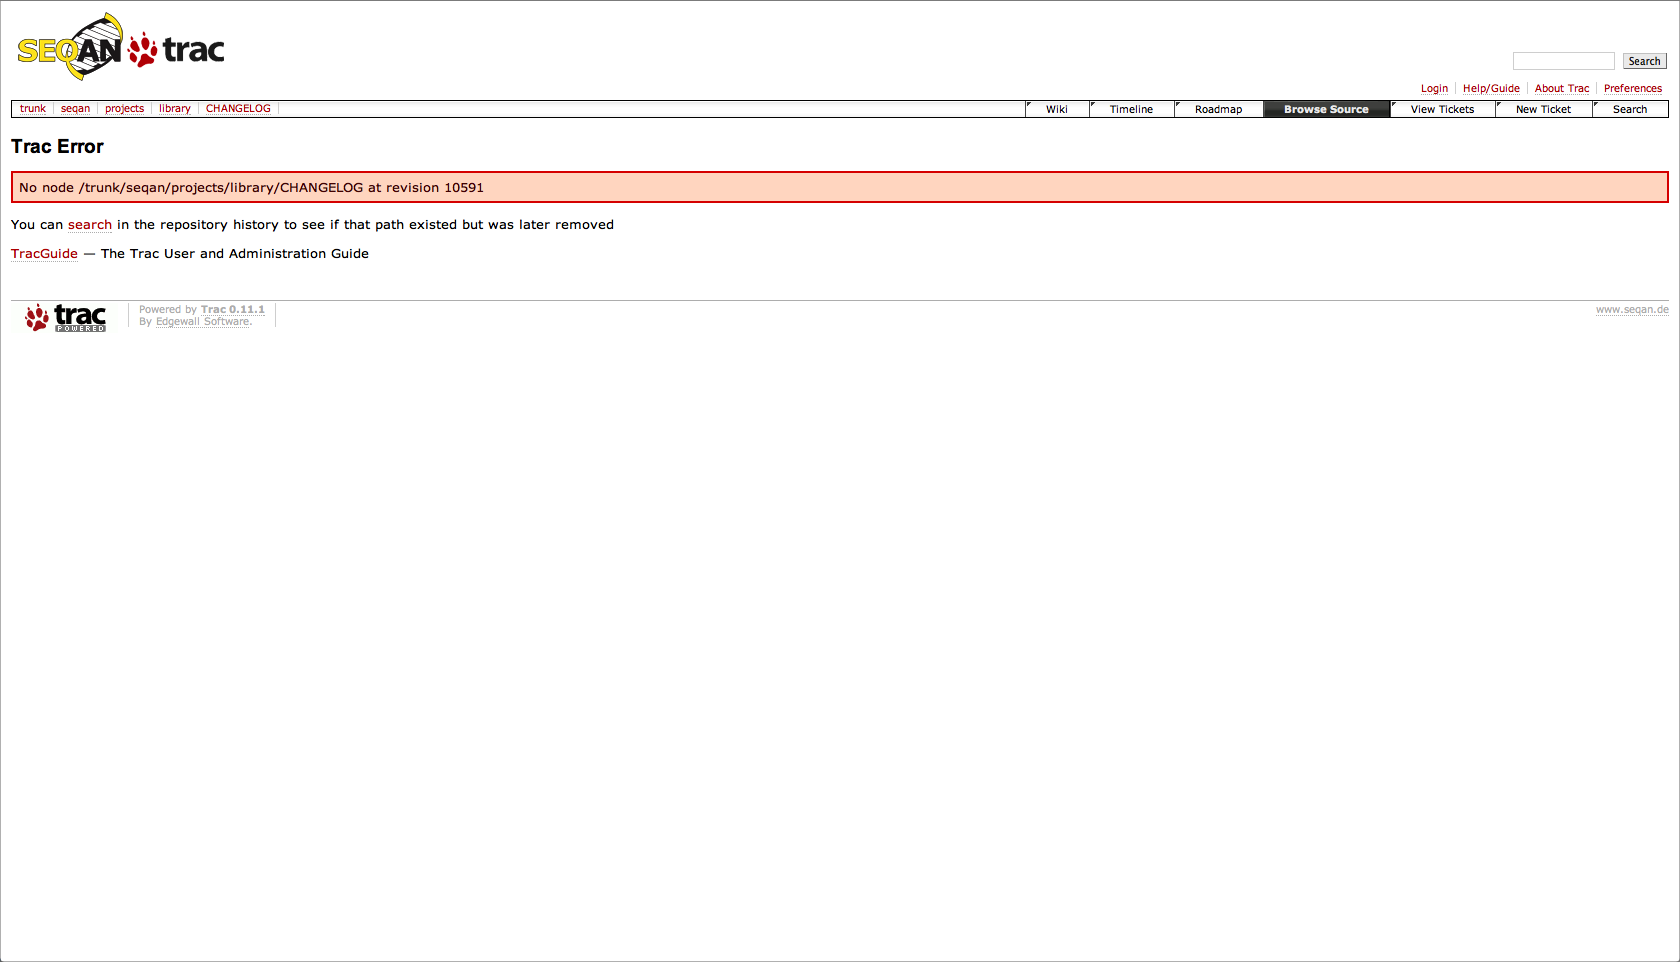 SEQAN trac
Search
Login Help/Guide About Trac Preferences
trunk seqan projects library CHANGELOG Wiki Timeline Roadmap Browse Source View Tickets New Ticket Search
Trac Error
No node /trunk/seqan/projects/library/CHANGELOG at revision 10591
You can search in the repository history to see if that path existed but was later removed
TracGuide — The Trac User and Administration Guide
trac POWERED
Powered by Trac 0.11.1
By Edgewall Software.
www.seqan.de